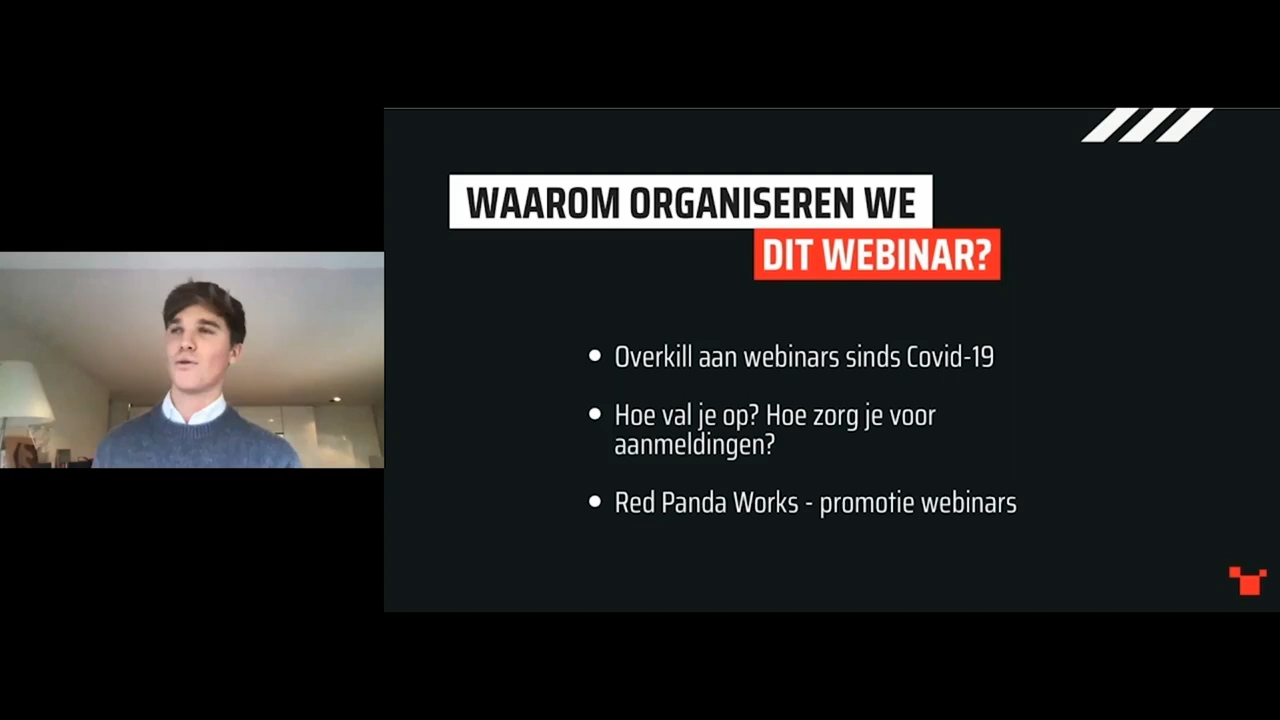 WAAROM ORGANISEREN WE
DIT WEBINAR?
• Overkill aan webinars sinds Covid-19
• Hoe val je op? Hoe zorg je voor
aanmeldingen?
• Red Panda Works - promotie webinars